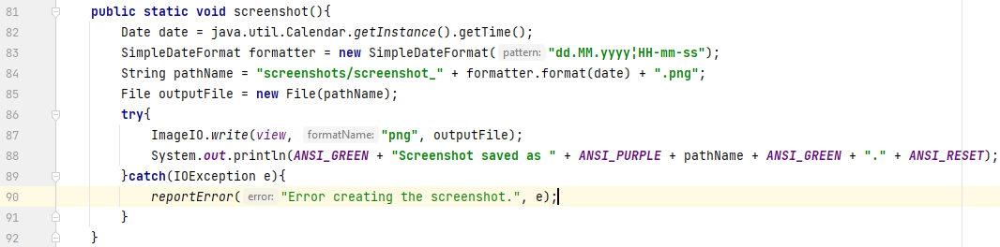 81 public static void screenshot(){
82 Date date = java.util.Calendar.getInstance().getTime();
83 SimpleDateFormat formatter = new SimpleDateFormat( pattern: "dd.MM.yyyy¦HH-mm-ss");
84 String pathName = "screenshots/screenshot_" + formatter.format(date) + ".png";
85 File outputFile = new File(pathName);
86 try{
87 ImageIO.write(view, formatName: "png", outputFile);
88 System.out.println(ANSI_GREEN + "Screenshot saved as " + ANSI_PURPLE + pathName + ANSI_GREEN + "." + ANSI_RESET);
89 }catch(IOException e){
90 reportError( error: "Error creating the screenshot.", e);
91 }
92 }